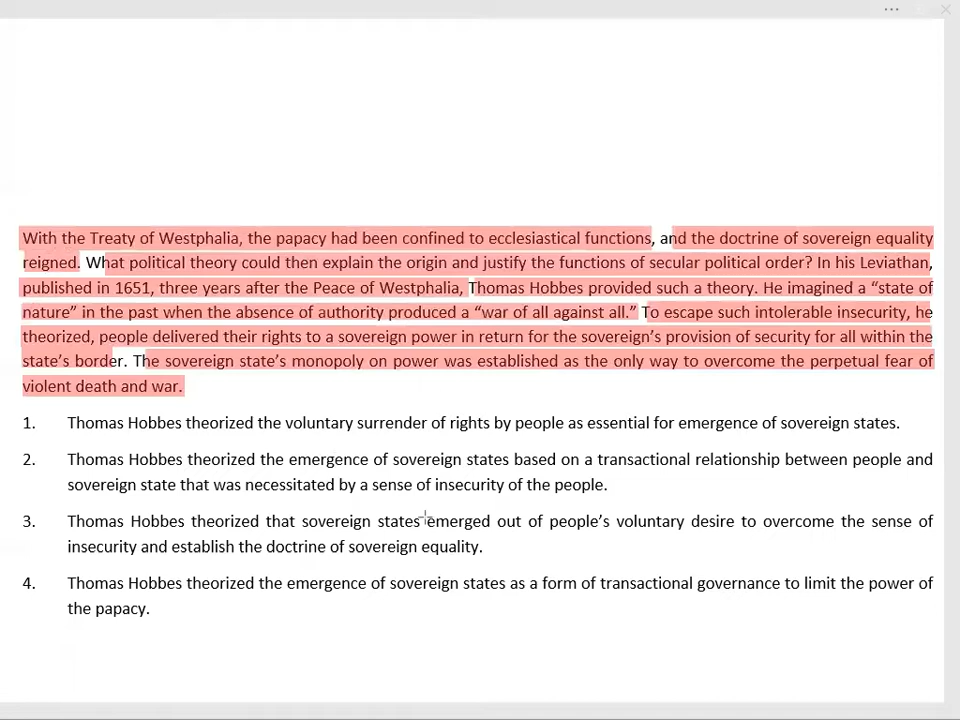 With the Treaty of Westphalia, the papacy had been confined to ecclesiastical functions, and the doctrine of sovereign equality
reigned. What political theory could then explain the origin and justify the functions of secular political order? In his Leviathan,
published in 1651, three years after the Peace of Westphalia, Thomas Hobbes provided such a theory. He imagined a “state of
nature” in the past when the absence of authority produced a “war of all against all.” To escape such intolerable insecurity, he
theorized, people delivered their rights to a sovereign power in return for the sovereign’s provision of security for all within the
state’s border. The sovereign state’s monopoly on power was established as the only way to overcome the perpetual fear of
violent death and war.
1. Thomas Hobbes theorized the voluntary surrender of rights by people as essential for emergence of sovereign states.
2. Thomas Hobbes theorized the emergence of sovereign states based on a transactional relationship between people and
sovereign state that was necessitated by a sense of insecurity of the people.
3. Thomas Hobbes theorized that sovereign states emerged out of people’s voluntary desire to overcome the sense of
insecurity and establish the doctrine of sovereign equality.
4. Thomas Hobbes theorized the emergence of sovereign states as a form of transactional governance to limit the power of
the papacy.